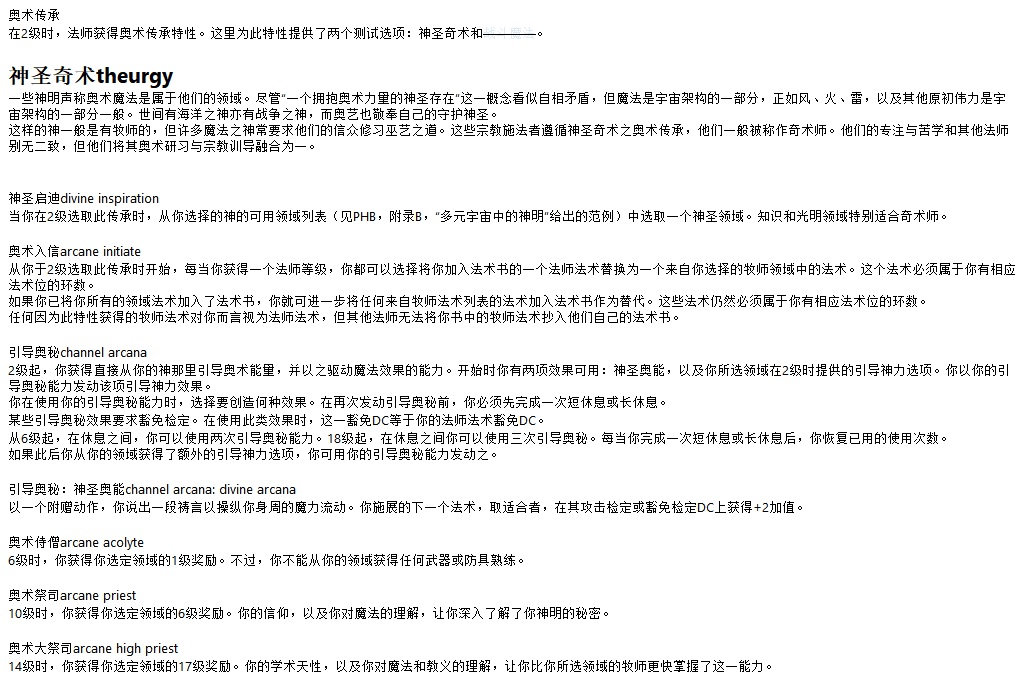 奥术传承
在2级时，法师获得奥术传承特性。这里为此特性提供了两个测试选项：神圣奇术和。
神圣奇术theurgy
一些神明声称奥术魔法是属于他们的领域。尽管“一个拥抱奥术力量的神圣存在”这一概念看似自相矛盾，但魔法是宇宙架构的一部分，正如风、火、雷，以及其他原初伟力是宇
宙架构的一部分一般。世间有海洋之神亦有战争之神，而奥艺也敬奉自己的守护神圣。
这样的神一般是有牧师的，但许多魔法之神常要求他们的信众修习巫艺之道。这些宗教施法者遵循神圣奇术之奥术传承，他们一般被称作奇术师。他们的专注与苦学和其他法师
别无二致，但他们将其奥术研习与宗教训导融合为一。
神圣启迪divine inspiration
当你在2级选取此传承时，从你选择的神的可用领域列表（见PHB，附录B，“多元宇宙中的神明”给出的范例）中选取一个神圣领域。知识和光明领域特别适合奇术师。
奥术入信arcane initiate
从你于2级选取此传承时开始，每当你获得一个法师等级，你都可以选择将你加入法术书的一个法师法术替换为一个来自你选择的牧师领域中的法术。这个法术必须属于你有相应
法术位的环数。
如果你已将你所有的领域法术加入了法术书，你就可进一步将任何来自牧师法术列表的法术加入法术书作为替代。这些法术仍然必须属于你有相应法术位的环数。
任何因为此特性获得的牧师法术对你而言视为法师法术，但其他法师无法将你书中的牧师法术抄入他们自己的法术书。
引导奥秘channel arcana
2级起，你获得直接从你的神那里引导奥术能量，并以之驱动魔法效果的能力。开始时你有两项效果可用：神圣奥能，以及你所选领域在2级时提供的引导神力选项。你以你的引
导奥秘能力发动该项引导神力效果。
你在使用你的引导奥秘能力时，选择要创造何种效果。在再次发动引导奥秘前，你必须先完成一次短休息或长休息。
某些引导奥秘效果要求豁免检定。在使用此类效果时，这一豁免DC等于你的法师法术豁免DC。
从6级起，在休息之间，你可以使用两次引导奥秘能力。18级起，在休息之间你可以使用三次引导奥秘。每当你完成一次短休息或长休息后，你恢复已用的使用次数。
如果此后你从你的领域获得了额外的引导神力选项，你可用你的引导奥秘能力发动之。
引导奥秘：神圣奥能channel arcana: divine arcana
以一个附赠动作，你说出一段祷言以操纵你身周的魔力流动。你施展的下一个法术，取适合者，在其攻击检定或豁免检定DC上获得+2加值。
奥术侍僧arcane acolyte
6级时，你获得你选定领域的1级奖励。不过，你不能从你的领域获得任何武器或防具熟练。
奥术祭司arcane priest
10级时，你获得你选定领域的6级奖励。你的信仰，以及你对魔法的理解，让你深入了解了你神明的秘密。
奥术大祭司arcane high priest
14级时，你获得你选定领域的17级奖励。你的学术天性，以及你对魔法和教义的理解，让你比你所选领域的牧师更快掌握了这一能力。